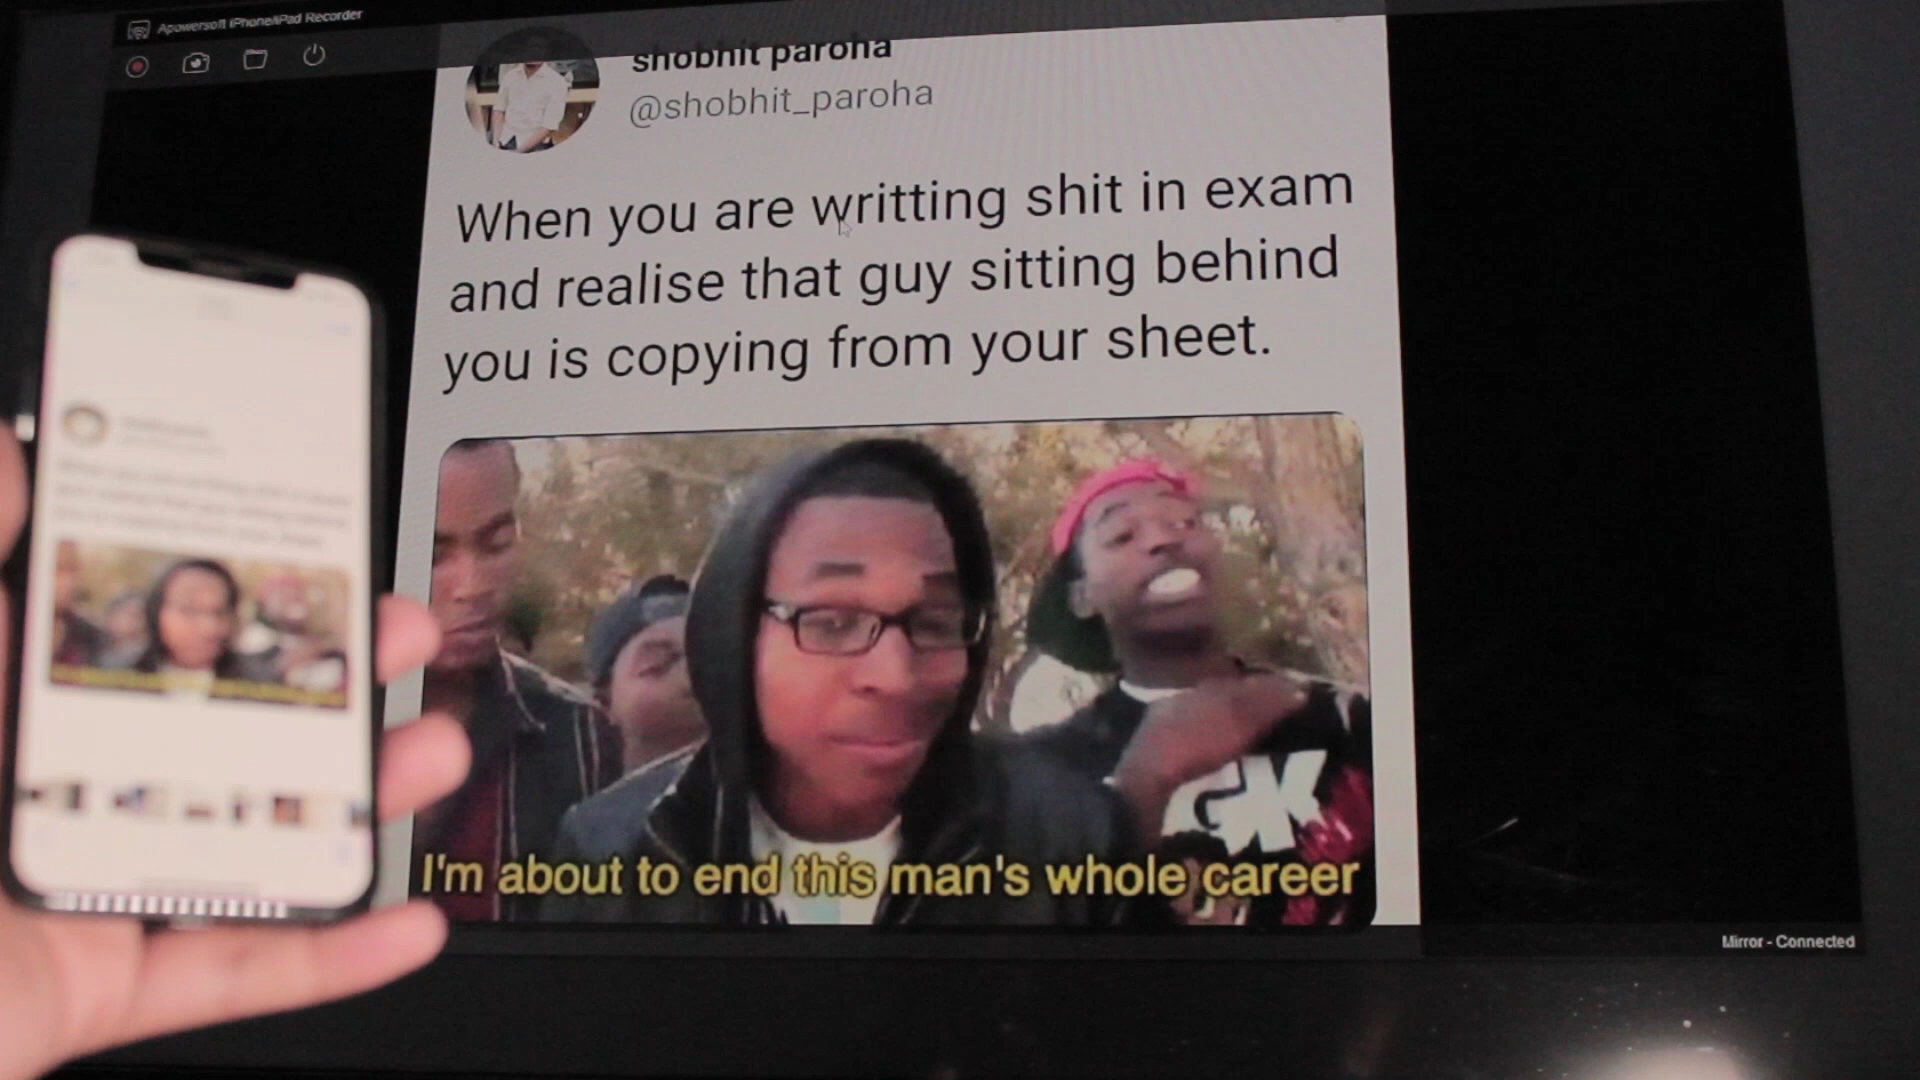 Apowersoft iPhone/iPad Recorder
shobhit paroha
@shobhit_paroha
When you are writting shit in exam
and realise that guy sitting behind
you is copying from your sheet.
GK
I'm about to end this man's whole career
Mirror - Connected